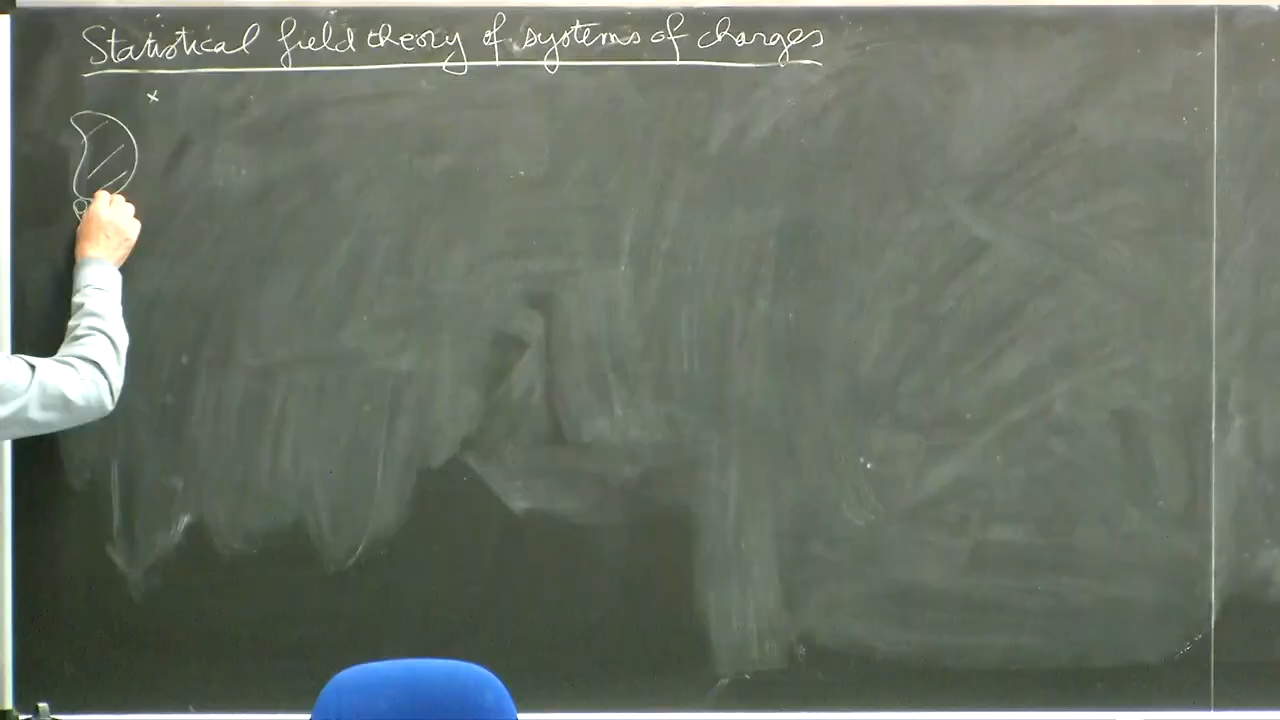 Statistical field theory of systems of charges
x